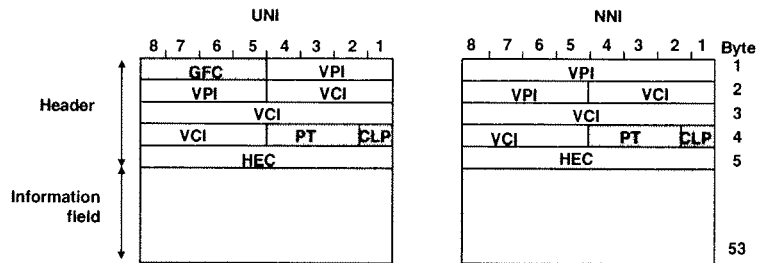 UNI NNI
8 7 6 5 4 3 2 1 8 7 6 5 4 3 2 1 Byte
GFC VPI VPI 1
VPI VCI VPI VCI 2
Header VCI VCI 3
VCI PT CLP VCI PT CLP 4
HEC HEC 5
Information
field
53